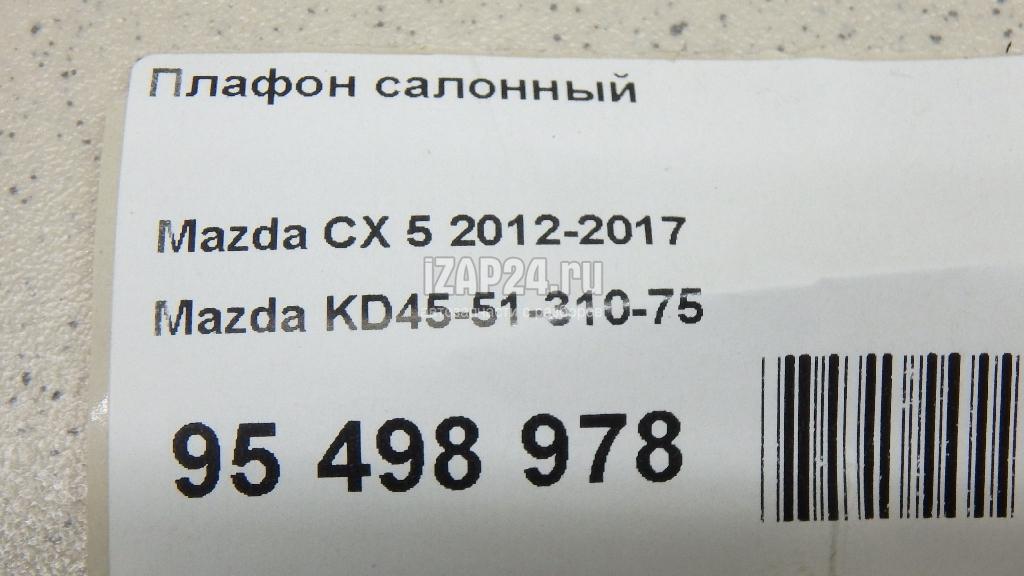 Плафон салонный
Mazda CX 5 2012-2017
iZAP24.ru
Mazda KD45-51 310-75
95 498 978